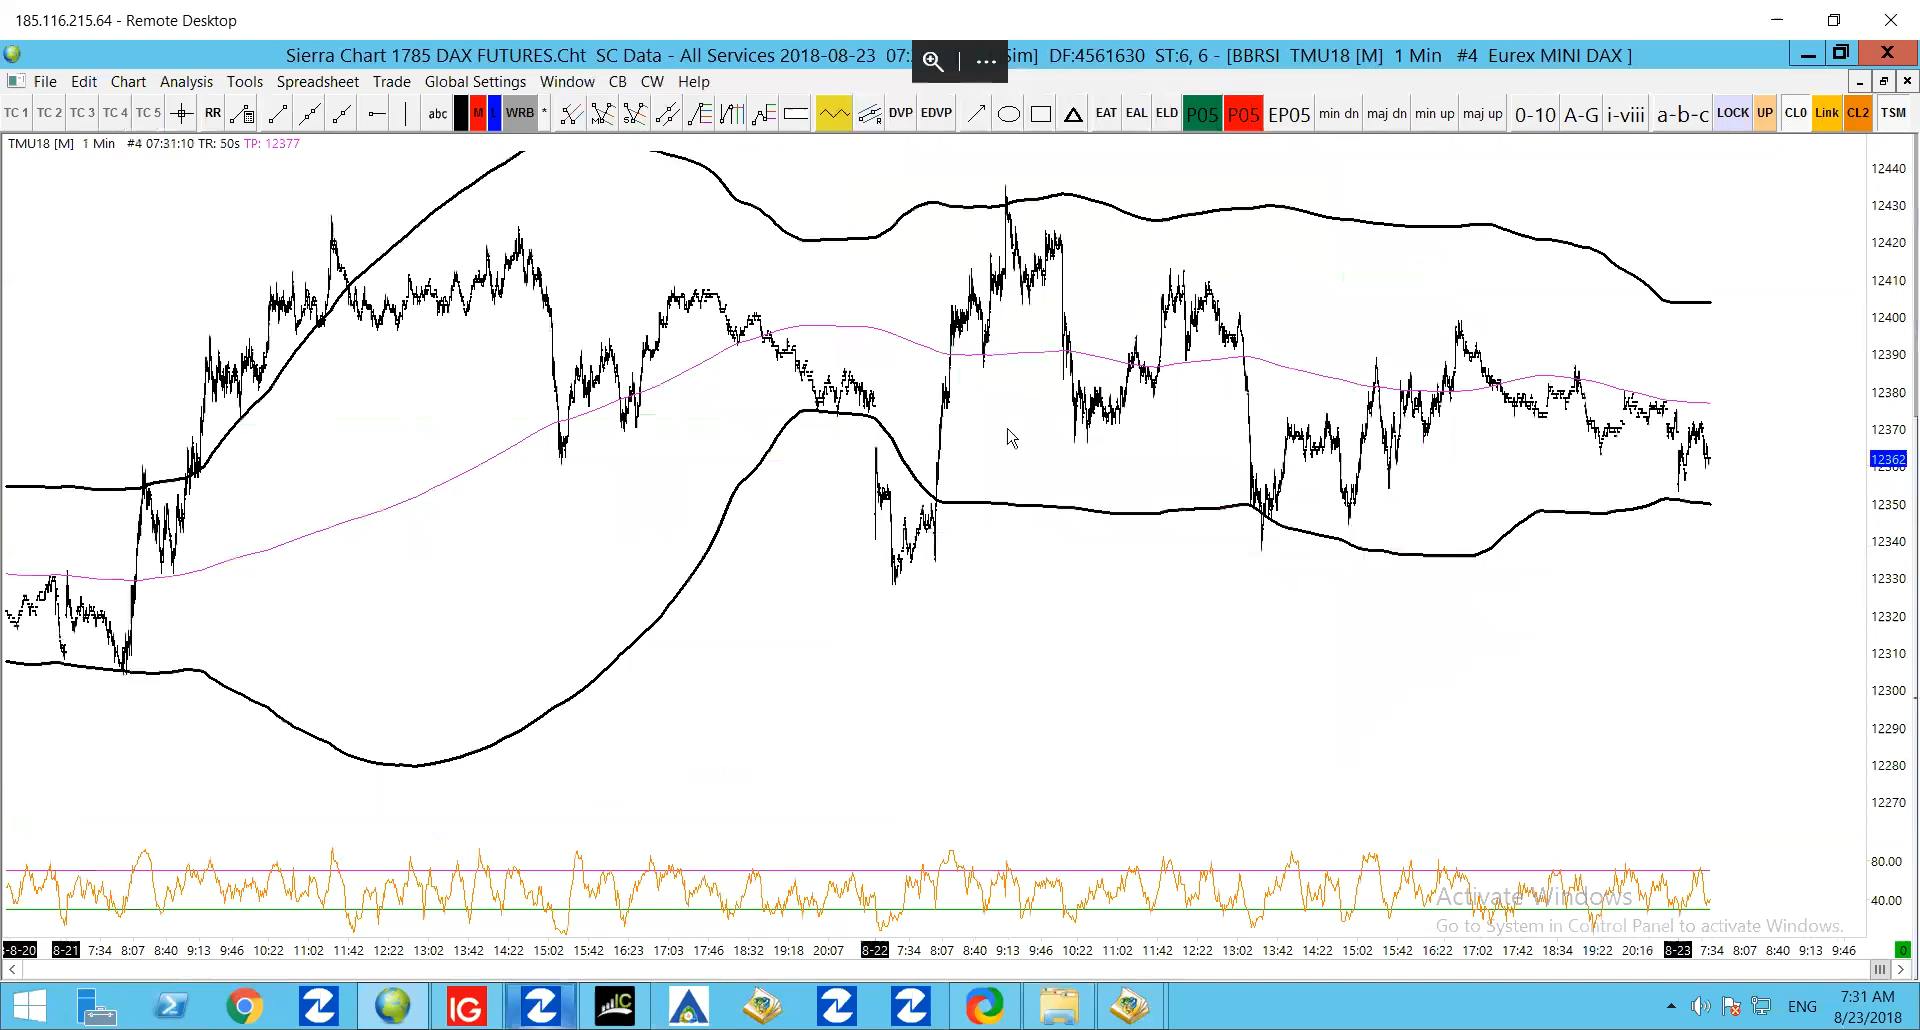 185.116.215.64 - Remote Desktop
Sierra Chart 1785 DAX FUTURES.Cht SC Data - All Services 2018-08-23 07: Sim] DF:4561630 ST:6, 6 - [BBRSI TMU18 [M] 1 Min #4 Eurex MINI DAX ]
File Edit Chart Analysis Tools Spreadsheet Trade Global Settings Window CB CW Help
TC 1 TC 2 TC 3 TC 4 TC 5 RR abc M L WRB * DVP EDVP EAT EAL ELD P05 P05 EP05 min dn maj dn min up maj up 0-10 A-G i-viii a-b-c LOCK UP CL0 Link CL2 TSM
TMU18 [M] 1 Min #4 07:31:10 TR: 50s TP: 12377
12440
12430
12420
12410
12400
12390
12380
12370
12362
12360
12350
12340
12330
12320
12310
12300
12290
12280
12270
80.00
40.00
Activate Windows
Go to System in Control Panel to activate Windows.
-8-20 8-21 7:34 8:07 8:40 9:13 9:46 10:22 11:02 11:42 12:22 13:02 13:42 14:22 15:02 15:42 16:23 17:03 17:49 18:32 19:18 20:07 8-22 7:34 8:07 8:40 9:13 9:46 10:22 11:02 11:42 12:22 13:02 13:42 14:22 15:02 15:42 16:22 17:02 17:42 18:34 19:22 20:16 8-23 7:34 8:07 8:40 9:13 9:46 0
IG IC ENG 7:31 AM
8/23/2018